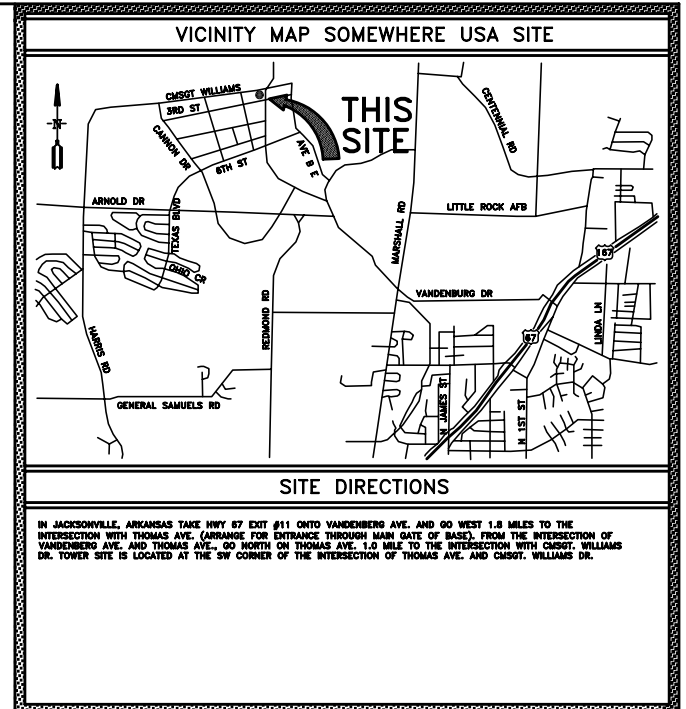 VICINITY MAP SOMEWHERE USA SITE
CMSGT WILLIAMS
3RD ST
CANNON DR
6TH ST
AVE B E
THIS
SITE
CENTENNIAL RD
N
ARNOLD DR
TEXAS BLVD
OHIO CR
MARSHALL RD
LITTLE ROCK AFB
167
VANDENBURG DR
HARRIS RD
REDMOND RD
67
LINDA LN
GENERAL SAMUELS RD
N JAMES ST
N 1ST ST
SITE DIRECTIONS
IN JACKSONVILLE, ARKANSAS TAKE HWY 67 EXIT #11 ONTO VANDENBERG AVE. AND GO WEST 1.8 MILES TO THE
INTERSECTION WITH THOMAS AVE. (ARRANGE FOR ENTRANCE THROUGH MAIN GATE OF BASE). FROM THE INTERSECTION OF
VANDENBERG AVE. AND THOMAS AVE., GO NORTH ON THOMAS AVE. 1.0 MILE TO THE INTERSECTION WITH CMSGT. WILLIAMS
DR. TOWER SITE IS LOCATED AT THE SW CORNER OF THE INTERSECTION OF THOMAS AVE. AND CMSGT. WILLIAMS DR.